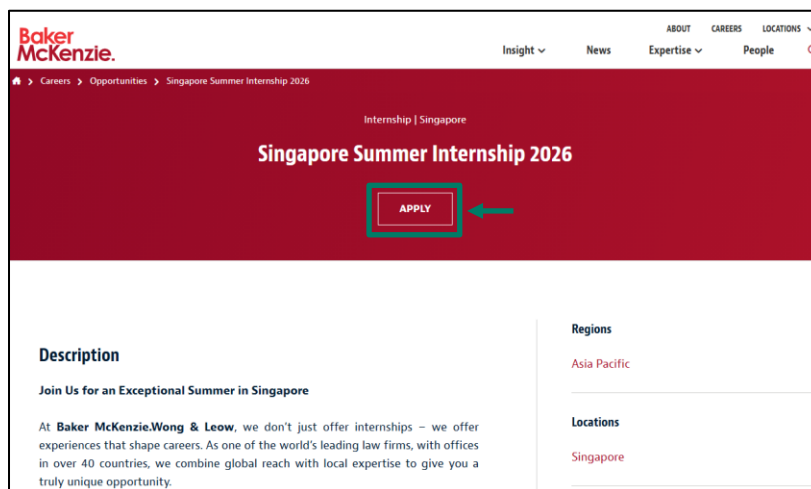 Baker
McKenzie.
ABOUT CAREERS LOCATIONS
Insight News Expertise People
Careers > Opportunities > Singapore Summer Internship 2026
Internship | Singapore
Singapore Summer Internship 2026
APPLY
Description
Join Us for an Exceptional Summer in Singapore
At Baker McKenzie.Wong & Leow, we don't just offer internships – we offer
experiences that shape careers. As one of the world's leading law firms, with offices
in over 40 countries, we combine global reach with local expertise to give you a
truly unique opportunity.
Regions
Asia Pacific
Locations
Singapore